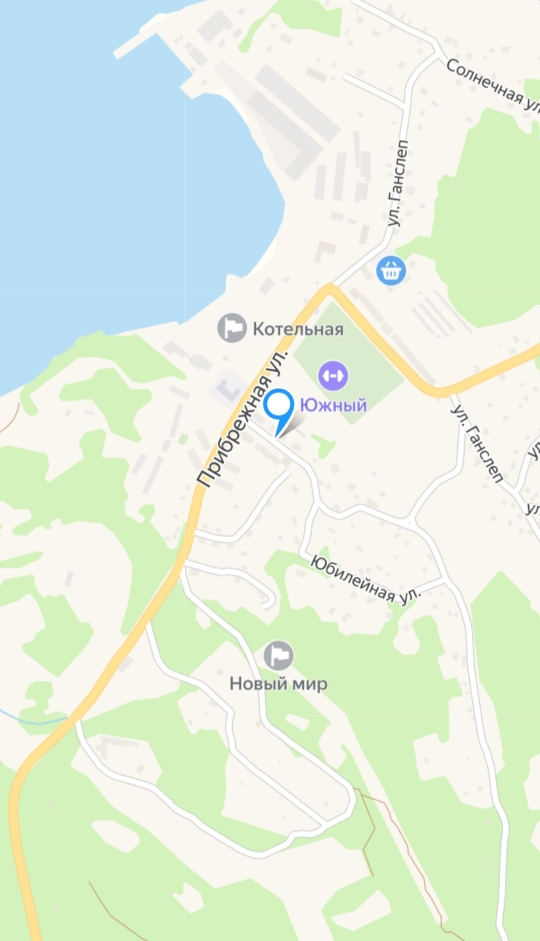 Солнечная ул.
ул. Ганслеп
Котельная
Прибрежная ул.
Южный
ул. Ганслеп
Юбилейная ул.
Новый мир